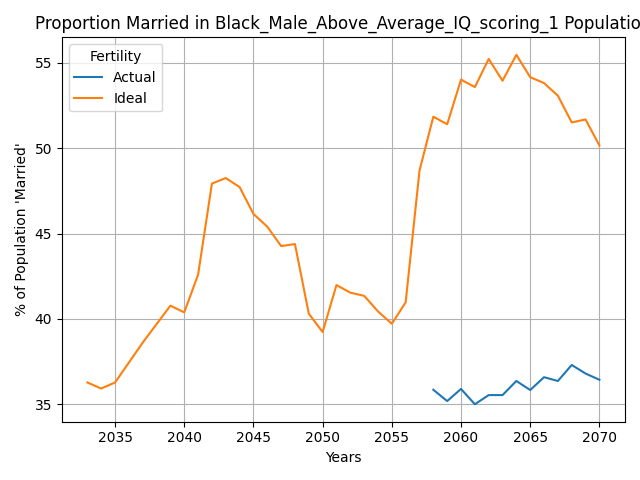 Proportion Married in Black_Male_Above_Average_IQ_scoring_1 Populatio
Fertility
Actual
Ideal
% of Population 'Married'
55
50
45
40
35
2035 2040 2045 2050 2055 2060 2065 2070
Years